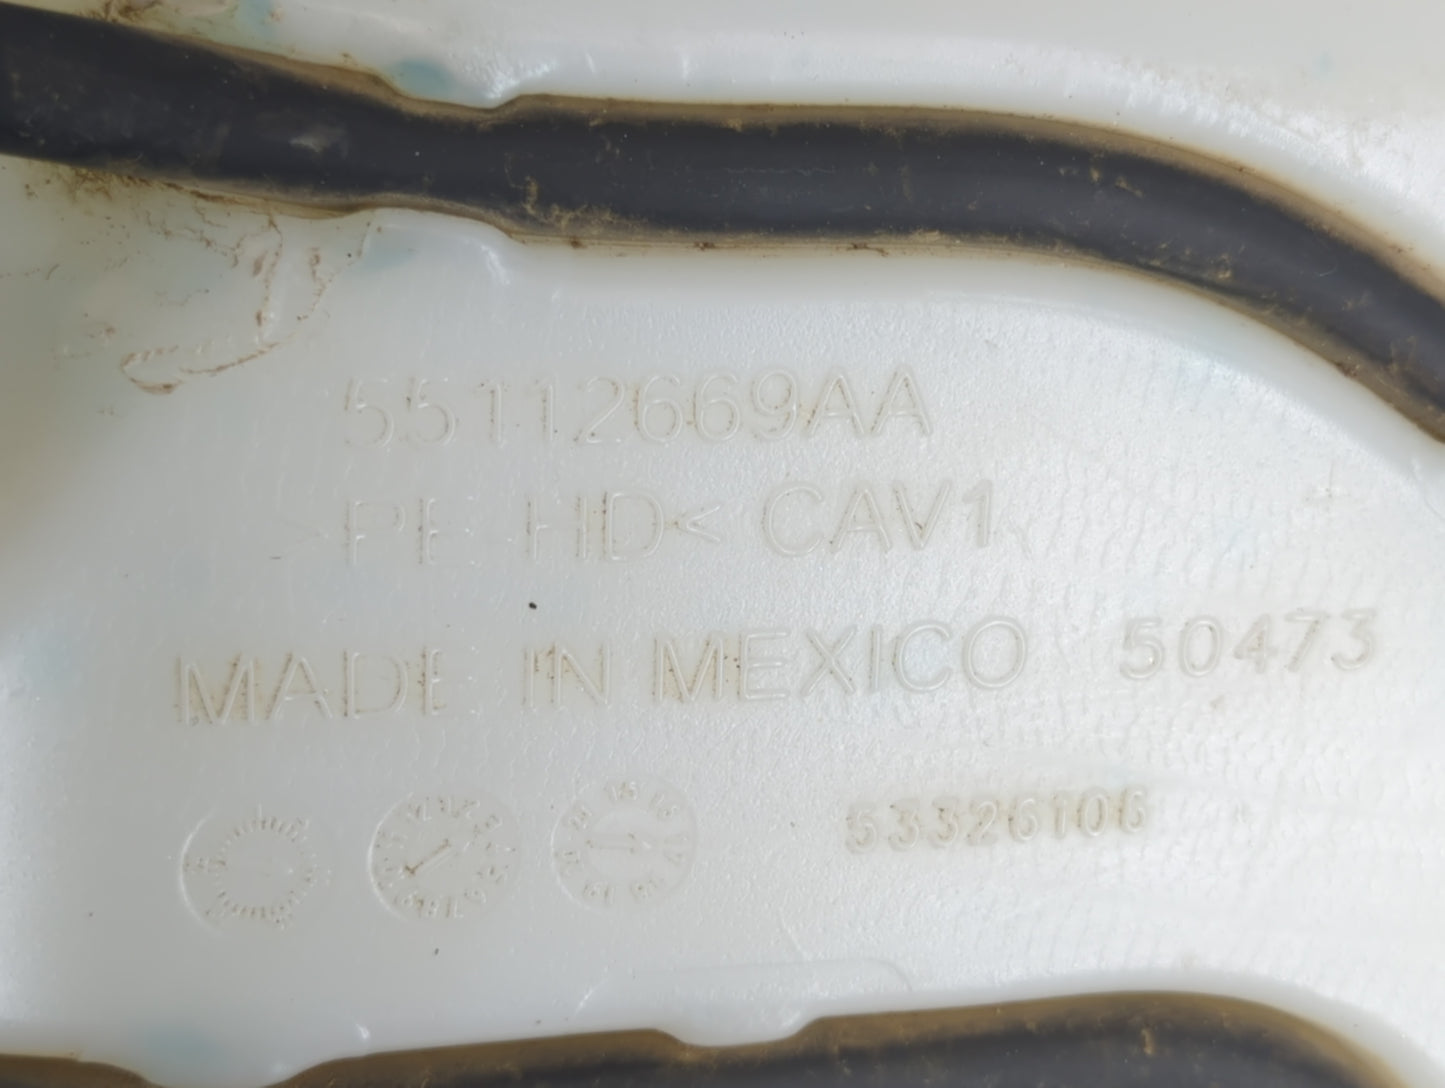 55112669AA
>PE-HD< CAV1
MADE IN MEXICO 50473
53326106